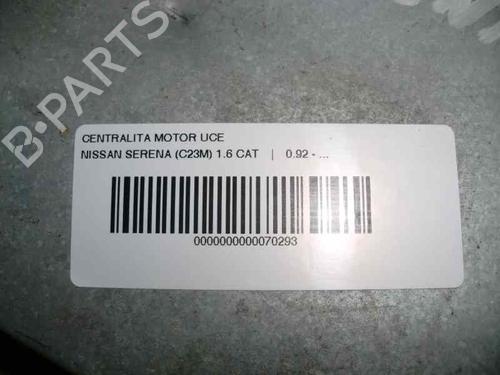 B-PARTS
CENTRALITA MOTOR UCE
NISSAN SERENA (C23M) 1.6 CAT | 0.92 - ...
0000000000070293